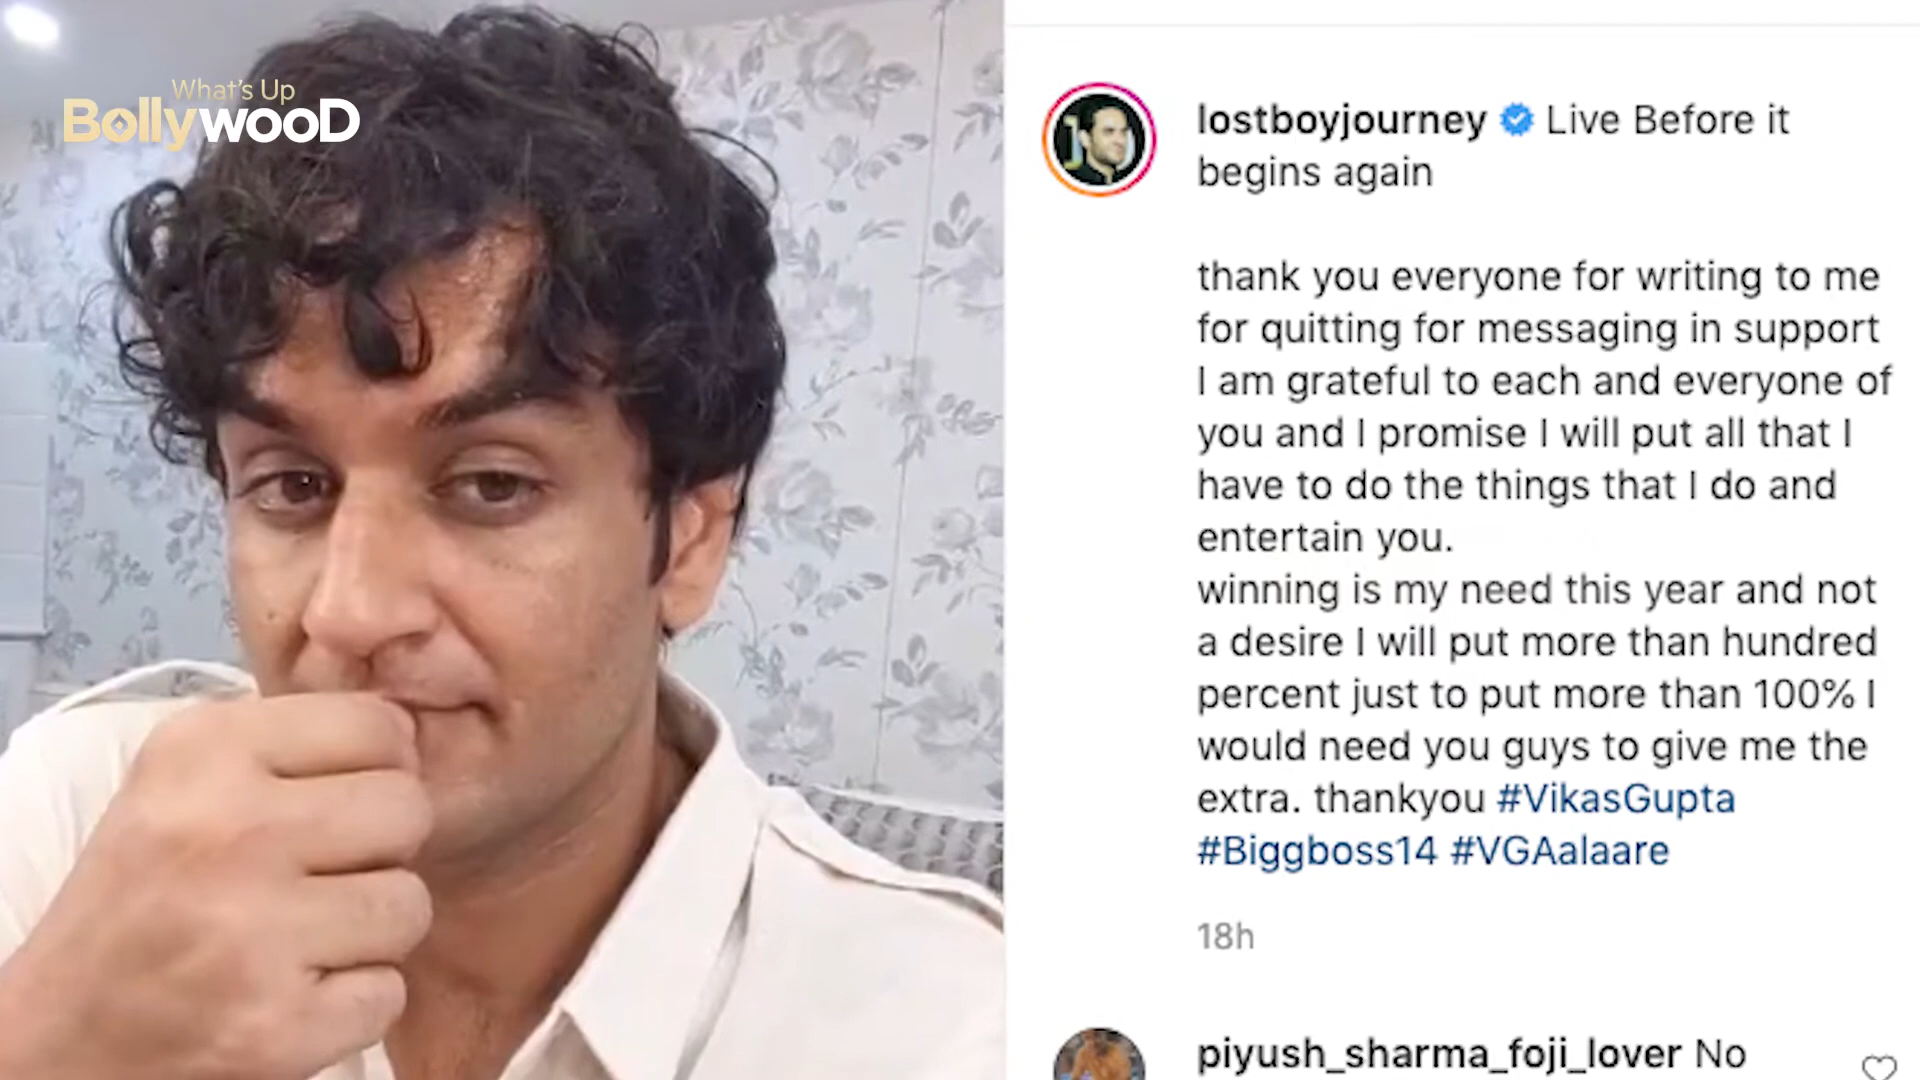 What's Up
BollywooD
lostboyjourney Live Before it
begins again
thank you everyone for writing to me
for quitting for messaging in support
I am grateful to each and everyone of
you and I promise I will put all that I
have to do the things that I do and
entertain you.
winning is my need this year and not
a desire I will put more than hundred
percent just to put more than 100% I
would need you guys to give me the
extra. thankyou #VikasGupta
#Biggboss14 #VGAalaare
18h
piyush_sharma_foji_lover No